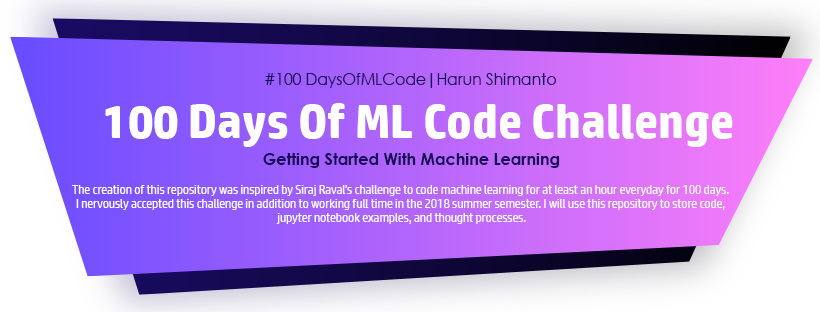 #100 DaysOfMLCode | Harun Shimanto
100 Days Of ML Code Challenge
Getting Started With Machine Learning
The creation of this repository was inspired by Siraj Raval's challenge to code machine learning for at least an hour everyday for 100 days.
I nervously accepted this challenge in addition to working full time in the 2018 summer semester. I will use this repository to store code,
jupyter notebook examples, and thought processes.